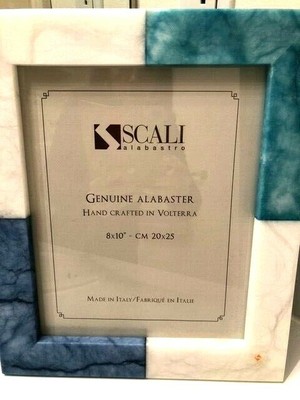 SCALI
alabastro
GENUINE ALABASTER
HAND CRAFTED IN VOLTERRA
8x10" - CM 20x25
MADE IN ITALY/FABRIQUÉ EN ITALIE